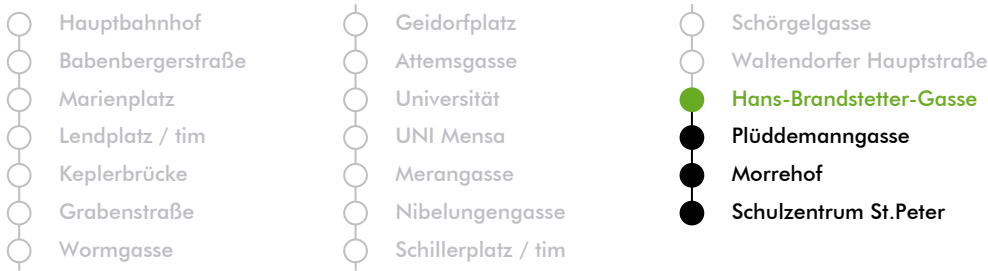 Hauptbahnhof
Babenbergerstraße
Marienplatz
Lendplatz / tim
Keplerbrücke
Grabenstraße
Wormgasse
Geidorfplatz
Attemsgasse
Universität
UNI Mensa
Merangasse
Nibelungengasse
Schillerplatz / tim
Schörgelgasse
Waltendorfer Hauptstraße
Hans-Brandstetter-Gasse
Plüddemanngasse
Morrehof
Schulzentrum St.Peter